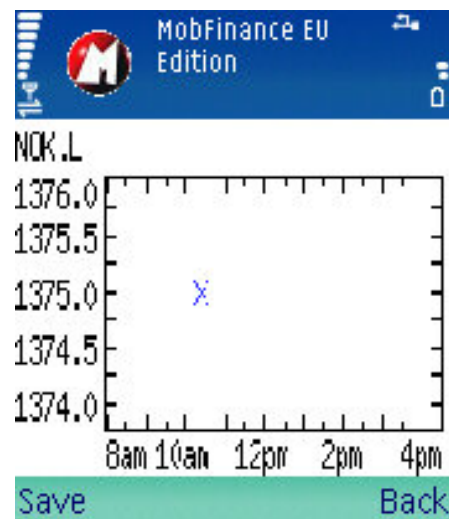 MobFinance EU
Edition
NOK.L
1376.0
1375.5
1375.0
1374.5
1374.0
8am 10am 12pm 2pm 4pm
Save Back